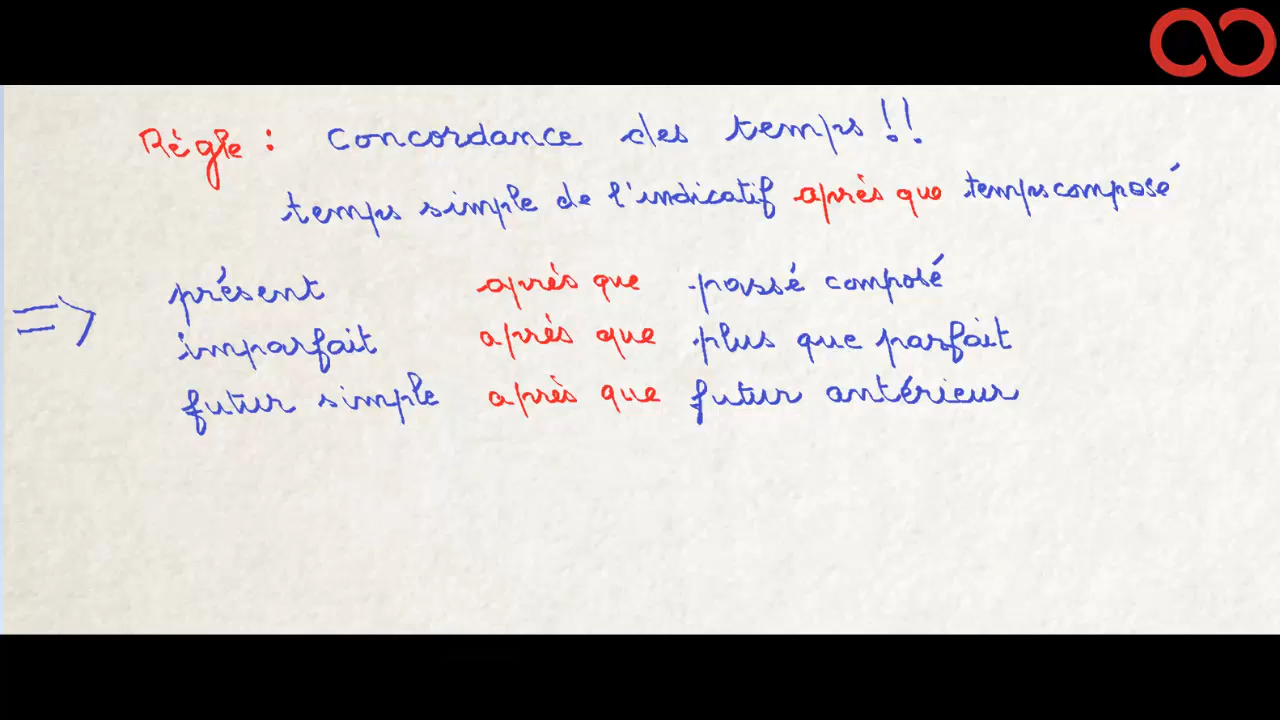 Règle : concordance des temps !!
temps simple de l'indicatif après que temps composé
présent après que passé composé
=> imparfait après que plus que parfait
futur simple après que futur antérieur